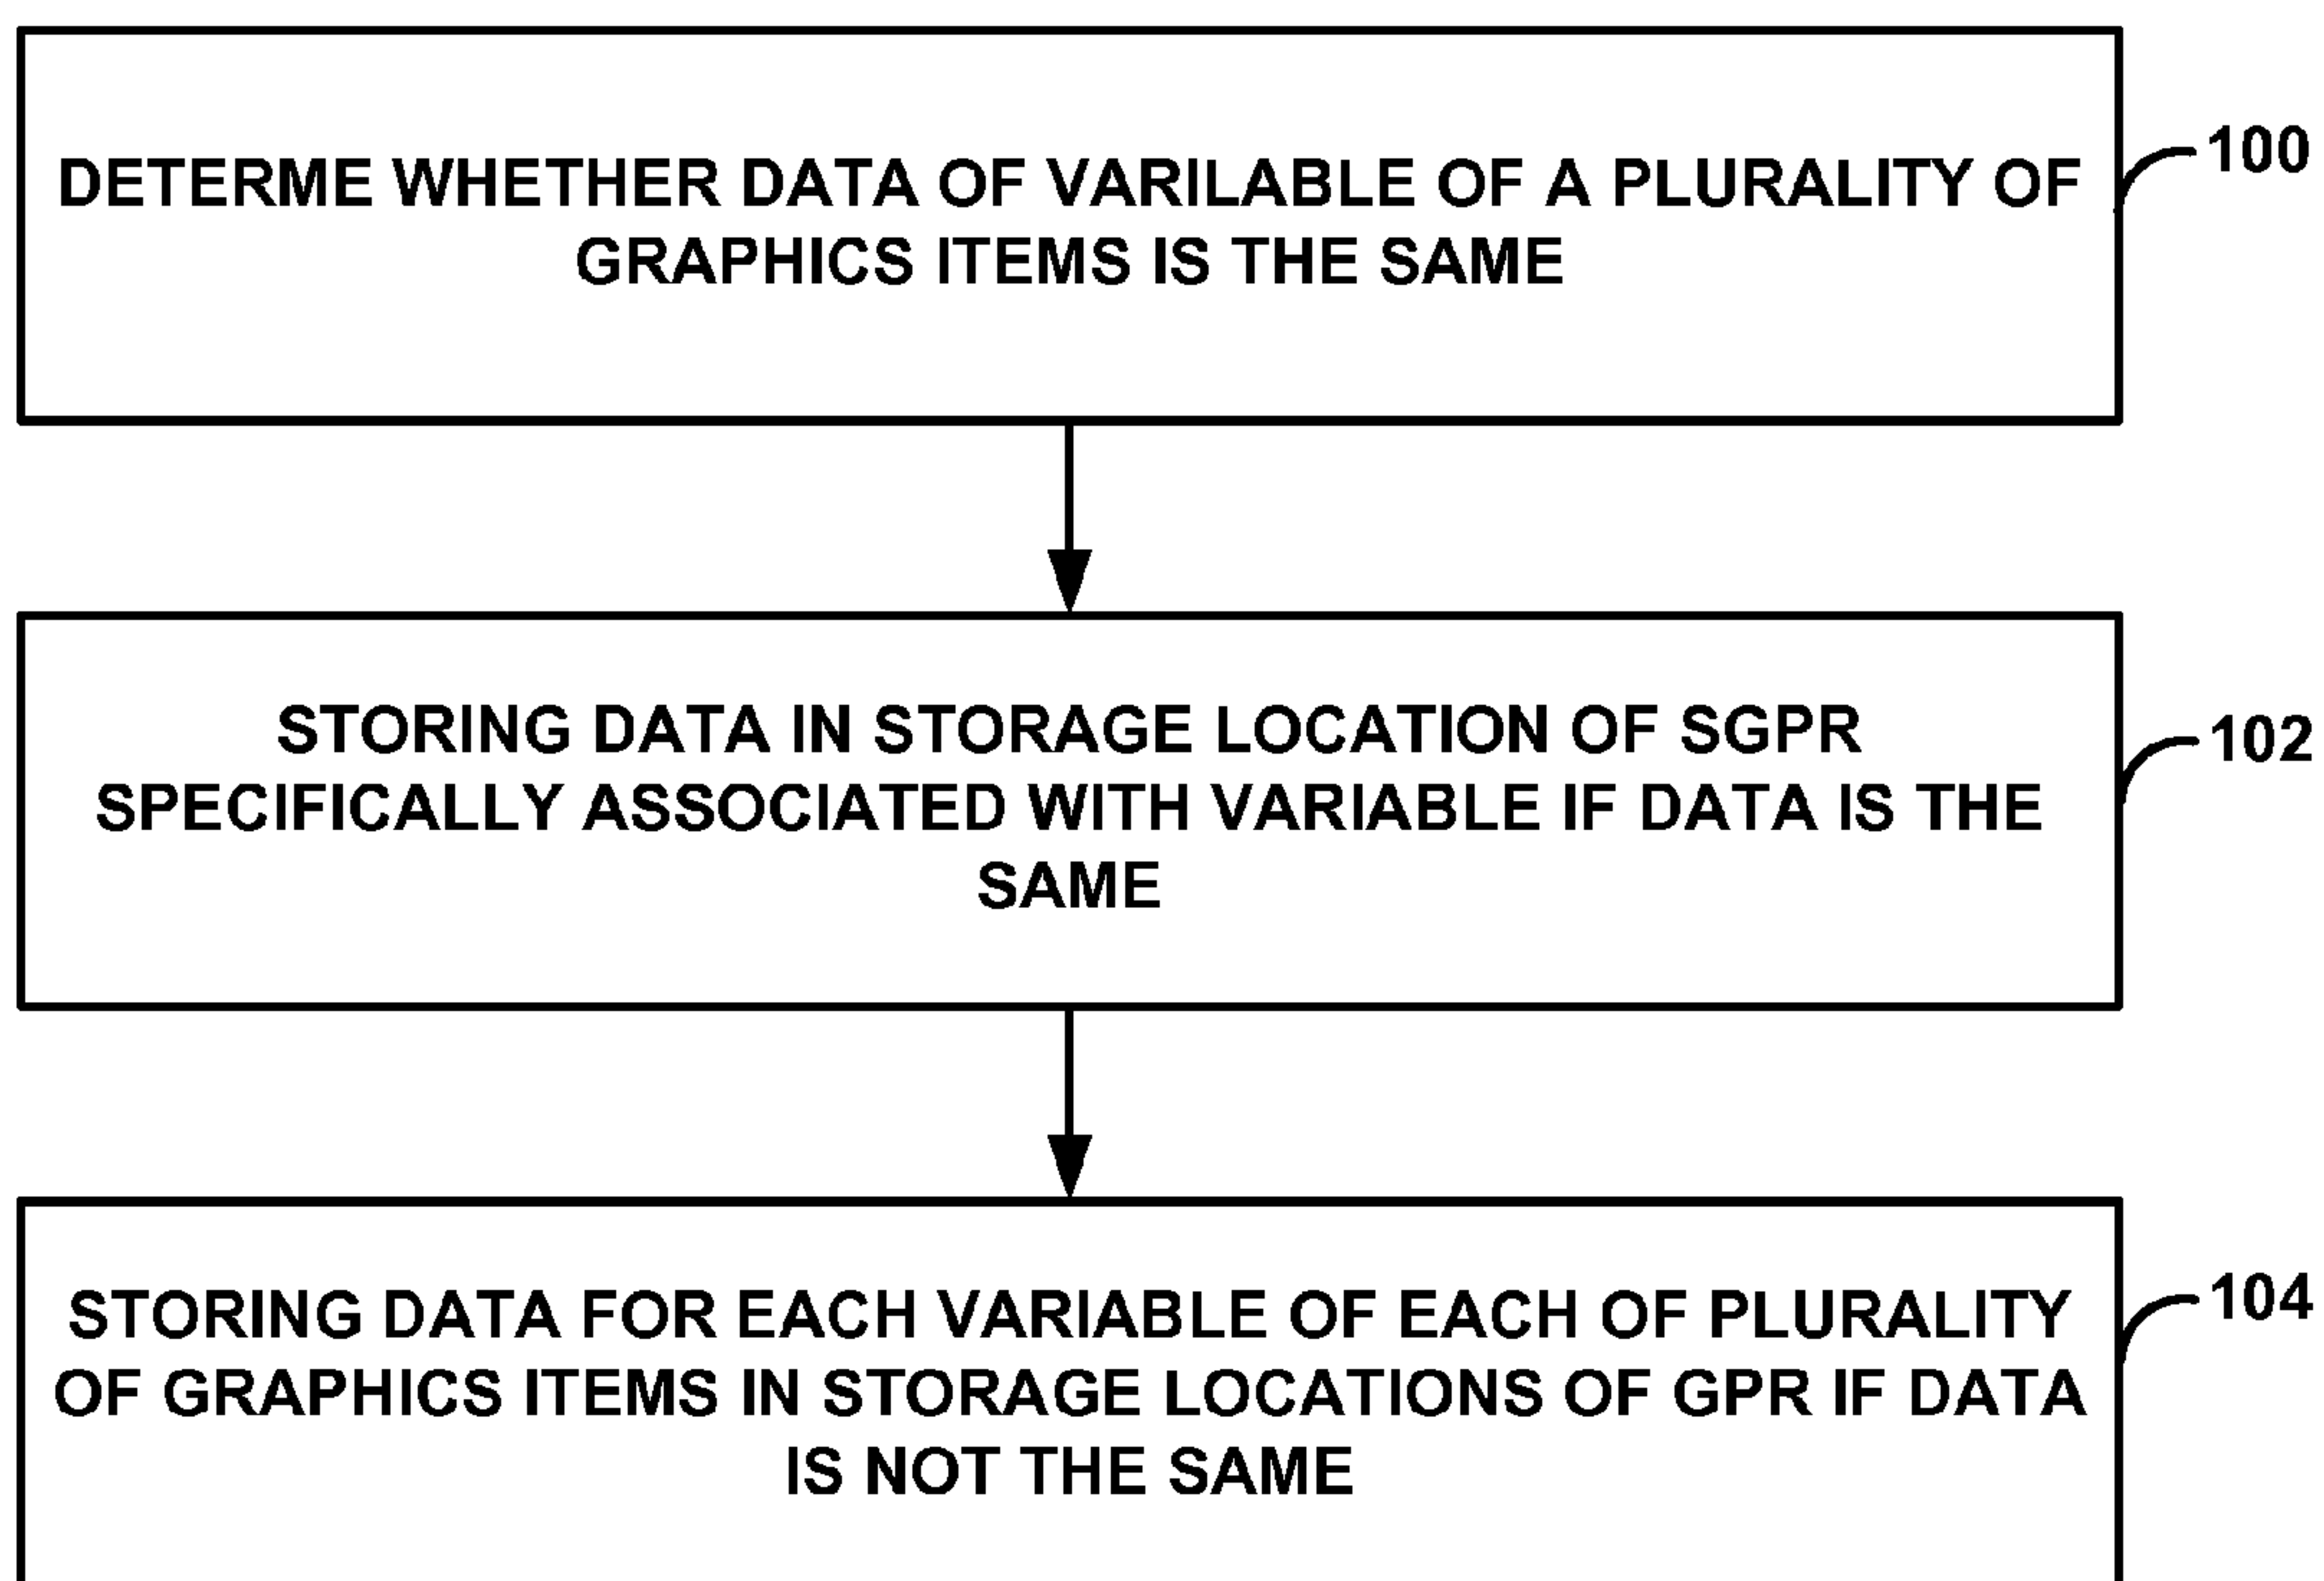 DETERME WHETHER DATA OF VARILABLE OF A PLURALITY OF
GRAPHICS ITEMS IS THE SAME
100
STORING DATA IN STORAGE LOCATION OF SGPR
SPECIFICALLY ASSOCIATED WITH VARIABLE IF DATA IS THE
SAME
102
STORING DATA FOR EACH VARIABLE OF EACH OF PLURALITY
OF GRAPHICS ITEMS IN STORAGE LOCATIONS OF GPR IF DATA
IS NOT THE SAME
104